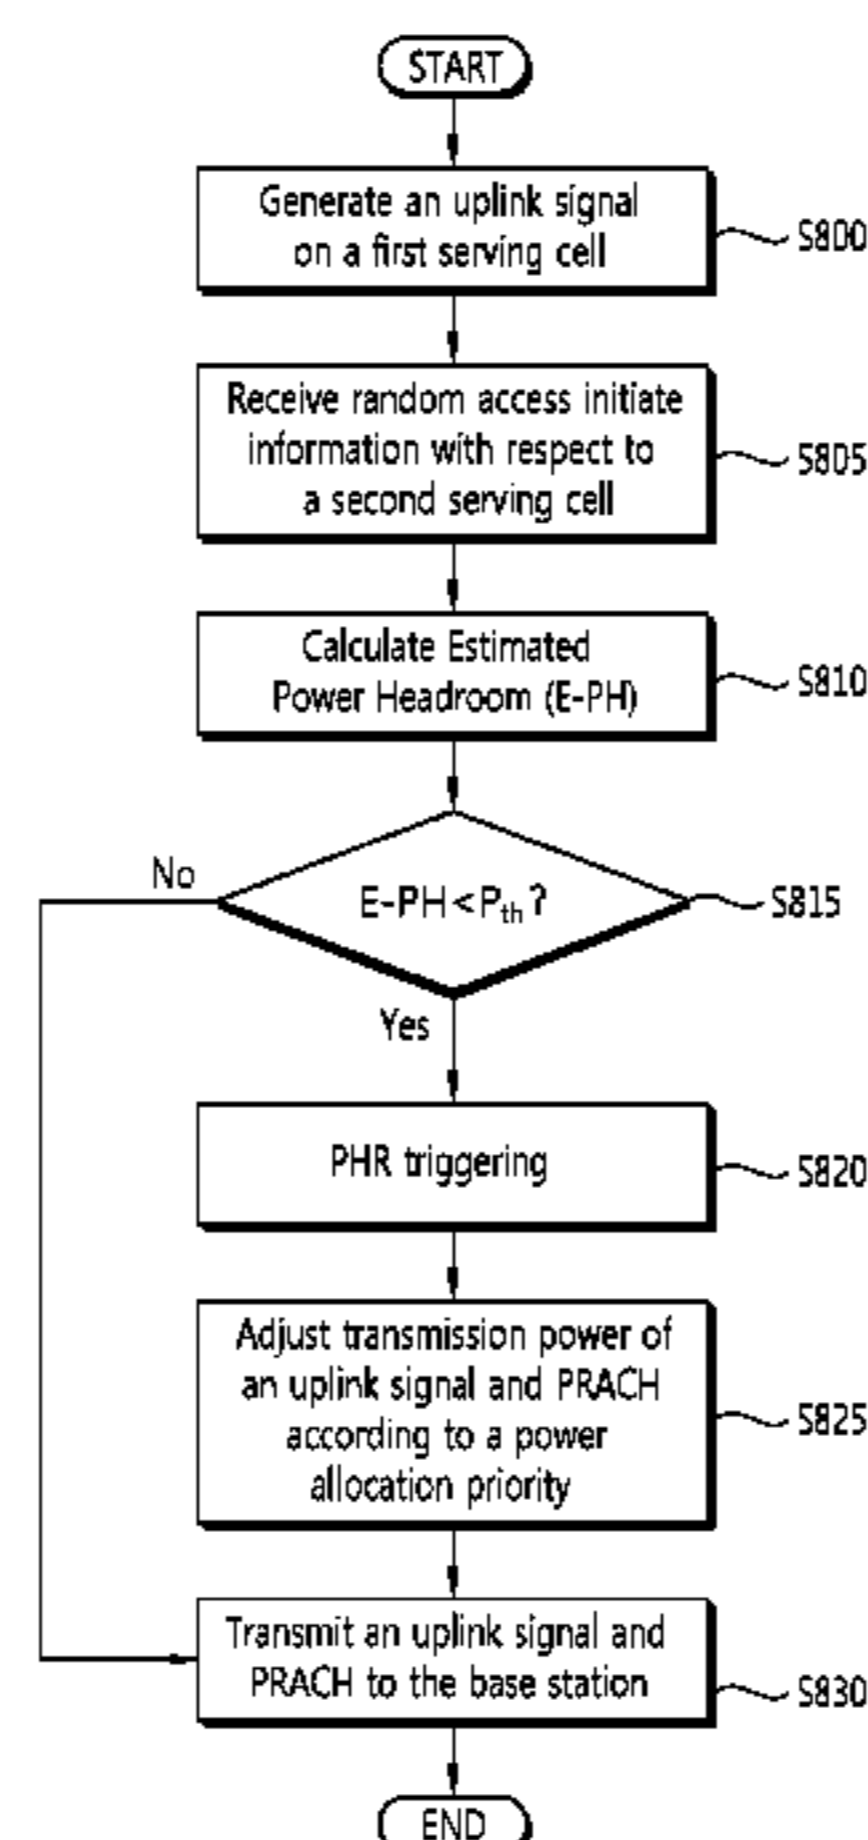 START
Generate an uplink signal
on a first serving cell
S800
Receive random access initiate
information with respect to
a second serving cell
S805
Calculate Estimated
Power Headroom (E-PH)
S810
No
E-PH<Pth?
S815
Yes
PHR triggering
S820
Adjust transmission power of
an uplink signal and PRACH
according to a power
allocation priority
S825
Transmit an uplink signal and
PRACH to the base station
S830
END